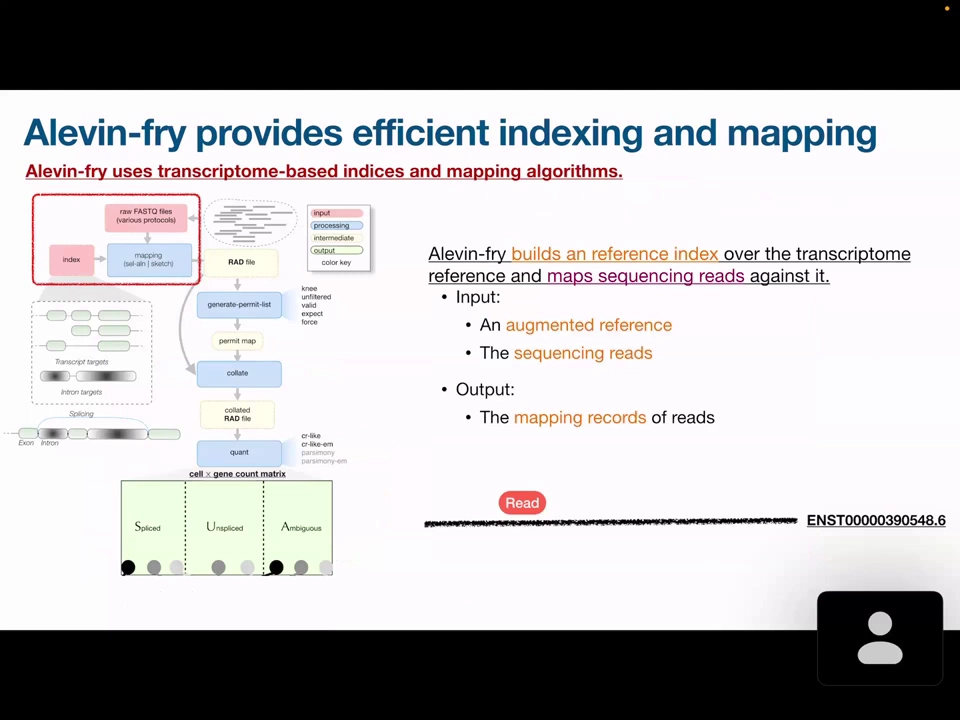 Alevin-fry provides efficient indexing and mapping
Alevin-fry uses transcriptome-based indices and mapping algorithms.
raw FASTQ files
(various protocols)
index
mapping
(sel-aln | sketch)
RAD file
input
processing
intermediate
output
color key
generate-permit-list
knee
unfiltered
valid
expect
force
permit map
collate
collated
RAD file
quant
cr-like
cr-like-em
parsimony
parsimony-em
Transcript targets
Intron targets
Splicing
Exon
Intron
cell x gene count matrix
Spliced
Unspliced
Ambiguous
Alevin-fry builds an reference index over the transcriptome
reference and maps sequencing reads against it.
• Input:
• An augmented reference
• The sequencing reads
• Output:
• The mapping records of reads
Read
ENST00000390548.6